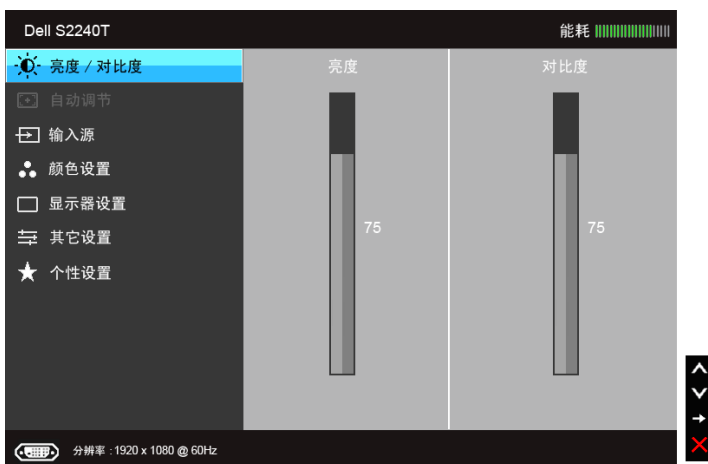 Dell S2240T
能耗
亮度 / 对比度
自动调节
输入源
颜色设置
显示器设置
其它设置
个性设置
亮度
75
对比度
75
分辨率 : 1920 x 1080 @ 60Hz